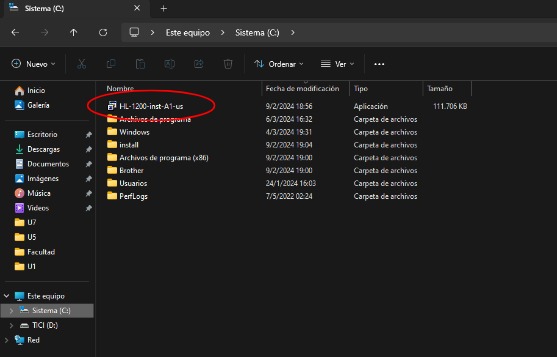 Sistema (C:)
Este equipo > Sistema (C:) >
Nuevo Ordenar Ver ...
Nombre Fecha de modificación Tipo Tamaño
HL-1200-inst-A1-us 9/2/2024 18:56 Aplicación 111.706 KB
Archivos de programa 6/3/2024 16:32 Carpeta de archivos
Windows 4/3/2024 19:31 Carpeta de archivos
install 9/2/2024 19:04 Carpeta de archivos
Archivos de programa (x86) 9/2/2024 19:00 Carpeta de archivos
Brother 9/2/2024 19:00 Carpeta de archivos
Usuarios 24/1/2024 16:03 Carpeta de archivos
PerfLogs 7/5/2022 02:24 Carpeta de archivos
Inicio
Galería
Escritorio
Descargas
Documentos
Imágenes
Música
Videos
U7
U5
Facultad
U1
Este equipo
Sistema (C:)
TICI (D:)
Red